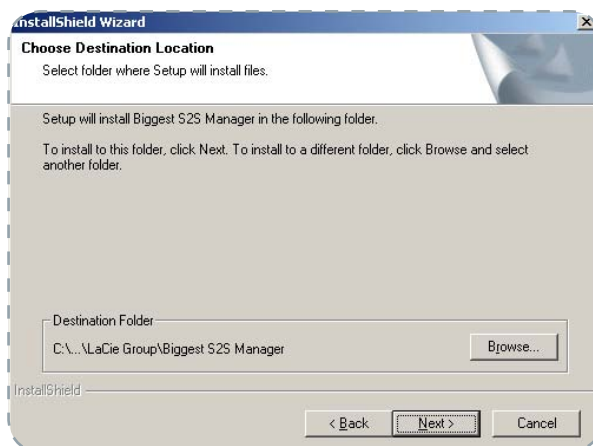 InstallShield Wizard
Choose Destination Location
Select folder where Setup will install files.
Setup will install Biggest S2S Manager in the following folder.
To install to this folder, click Next. To install to a different folder, click Browse and select
another folder.
Destination Folder
C:\...\LaCie Group\Biggest S2S Manager
Browse...
InstallShield
< Back
Next >
Cancel